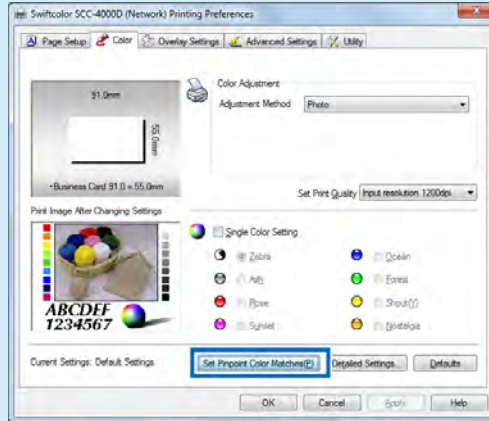 Swiftcolor SCC-4000D (Network) Printing Preferences
Page Setup Color Overlay Settings Advanced Settings Utility
91.0mm
55.0mm
•Business Card 91.0 × 55.0mm
Color Adjustment
Adjustment Method Photo
Set Print Quality Input resolution 1200dpi
Print Image After Changing Settings
ABCDEF
1234567
Single Color Setting
Zebra Ocean
Ash Forest
Rose Shout(Y)
Sunset Nostalgia
Current Settings: Default Settings Set Pinpoint Color Matches(P) Detailed Settings... Defaults
OK Cancel Apply Help